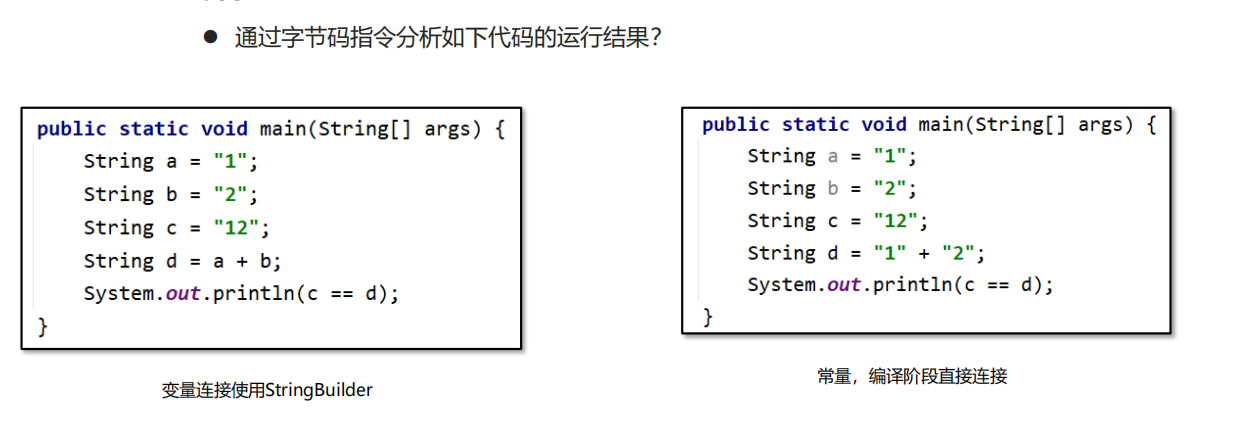 ● 通过字节码指令分析如下代码的运行结果？
public static void main(String[] args) {
String a = "1";
String b = "2";
String c = "12";
String d = a + b;
System.out.println(c == d);
}
变量连接使用StringBuilder
public static void main(String[] args) {
String a = "1";
String b = "2";
String c = "12";
String d = "1" + "2";
System.out.println(c == d);
}
常量，编译阶段直接连接